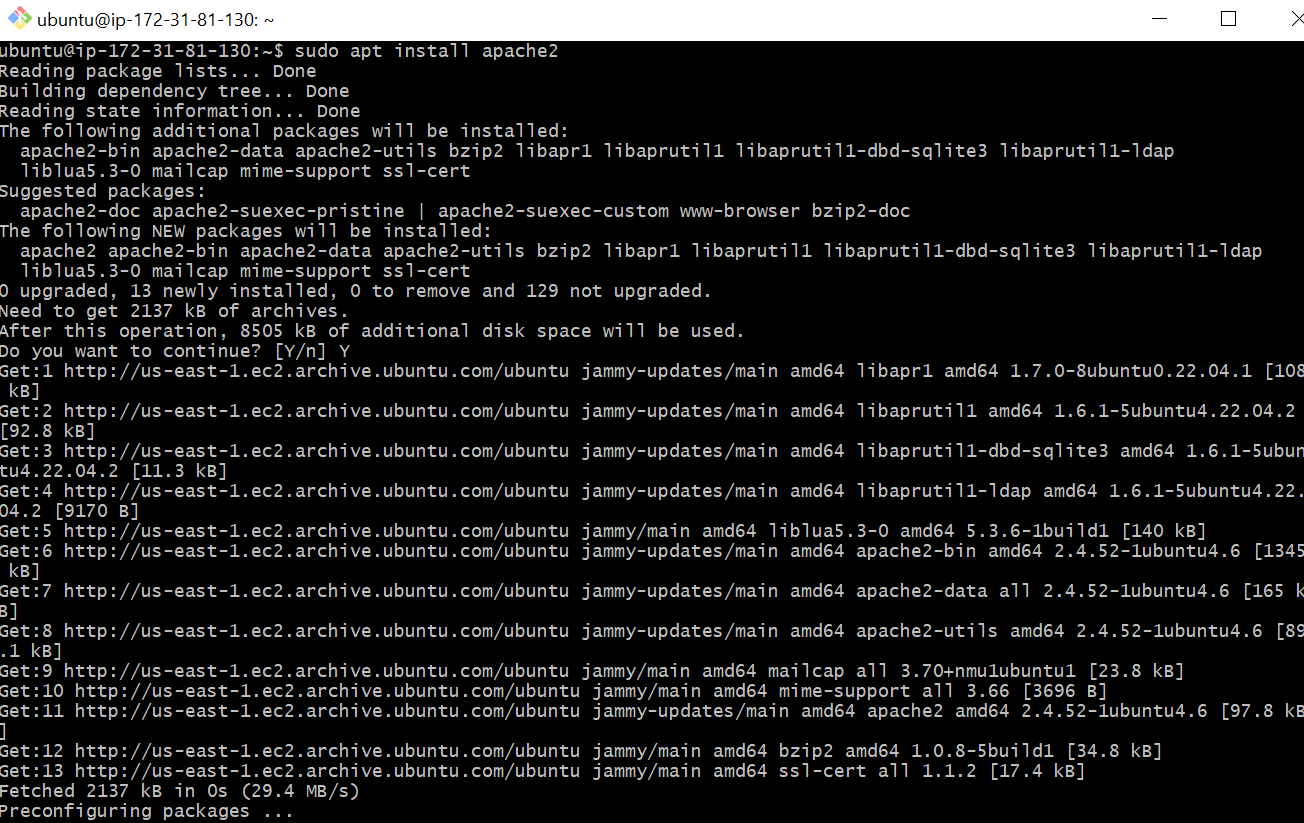 ubuntu@ip-172-31-81-130: ~
ubuntu@ip-172-31-81-130:~$ sudo apt install apache2
Reading package lists... Done
Building dependency tree... Done
Reading state information... Done
The following additional packages will be installed:
  apache2-bin apache2-data apache2-utils bzip2 libapr1 libaprutil1 libaprutil1-dbd-sqlite3 libaprutil1-ldap
  liblua5.3-0 mailcap mime-support ssl-cert
Suggested packages:
  apache2-doc apache2-suexec-pristine | apache2-suexec-custom www-browser bzip2-doc
The following NEW packages will be installed:
  apache2 apache2-bin apache2-data apache2-utils bzip2 libapr1 libaprutil1 libaprutil1-dbd-sqlite3 libaprutil1-ldap
  liblua5.3-0 mailcap mime-support ssl-cert
0 upgraded, 13 newly installed, 0 to remove and 129 not upgraded.
Need to get 2137 kB of archives.
After this operation, 8505 kB of additional disk space will be used.
Do you want to continue? [Y/n] Y
Get:1 http://us-east-1.ec2.archive.ubuntu.com/ubuntu jammy-updates/main amd64 libapr1 amd64 1.7.0-8ubuntu0.22.04.1 [108
 kB]
Get:2 http://us-east-1.ec2.archive.ubuntu.com/ubuntu jammy-updates/main amd64 libaprutil1 amd64 1.6.1-5ubuntu4.22.04.2
[92.8 kB]
Get:3 http://us-east-1.ec2.archive.ubuntu.com/ubuntu jammy-updates/main amd64 libaprutil1-dbd-sqlite3 amd64 1.6.1-5ubun
tu4.22.04.2 [11.3 kB]
Get:4 http://us-east-1.ec2.archive.ubuntu.com/ubuntu jammy-updates/main amd64 libaprutil1-ldap amd64 1.6.1-5ubuntu4.22.
04.2 [9170 B]
Get:5 http://us-east-1.ec2.archive.ubuntu.com/ubuntu jammy/main amd64 liblua5.3-0 amd64 5.3.6-1build1 [140 kB]
Get:6 http://us-east-1.ec2.archive.ubuntu.com/ubuntu jammy-updates/main amd64 apache2-bin amd64 2.4.52-1ubuntu4.6 [1345
 kB]
Get:7 http://us-east-1.ec2.archive.ubuntu.com/ubuntu jammy-updates/main amd64 apache2-data all 2.4.52-1ubuntu4.6 [165 k
B]
Get:8 http://us-east-1.ec2.archive.ubuntu.com/ubuntu jammy-updates/main amd64 apache2-utils amd64 2.4.52-1ubuntu4.6 [89
.1 kB]
Get:9 http://us-east-1.ec2.archive.ubuntu.com/ubuntu jammy/main amd64 mailcap all 3.70+nmu1ubuntu1 [23.8 kB]
Get:10 http://us-east-1.ec2.archive.ubuntu.com/ubuntu jammy/main amd64 mime-support all 3.66 [3696 B]
Get:11 http://us-east-1.ec2.archive.ubuntu.com/ubuntu jammy-updates/main amd64 apache2 amd64 2.4.52-1ubuntu4.6 [97.8 kB
]
Get:12 http://us-east-1.ec2.archive.ubuntu.com/ubuntu jammy/main amd64 bzip2 amd64 1.0.8-5build1 [34.8 kB]
Get:13 http://us-east-1.ec2.archive.ubuntu.com/ubuntu jammy/main amd64 ssl-cert all 1.1.2 [17.4 kB]
Fetched 2137 kB in 0s (29.4 MB/s)
Preconfiguring packages ...